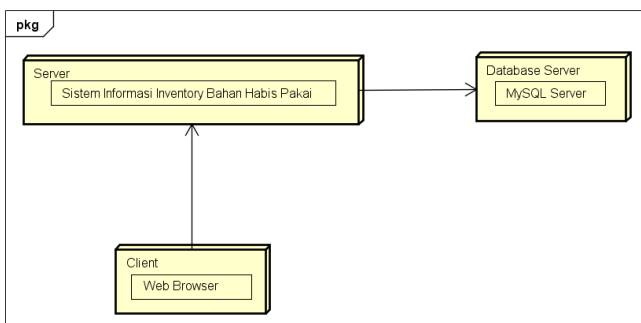 pkg
Server
Sistem Informasi Inventory Bahan Habis Pakai
Database Server
MySQL Server
Client
Web Browser